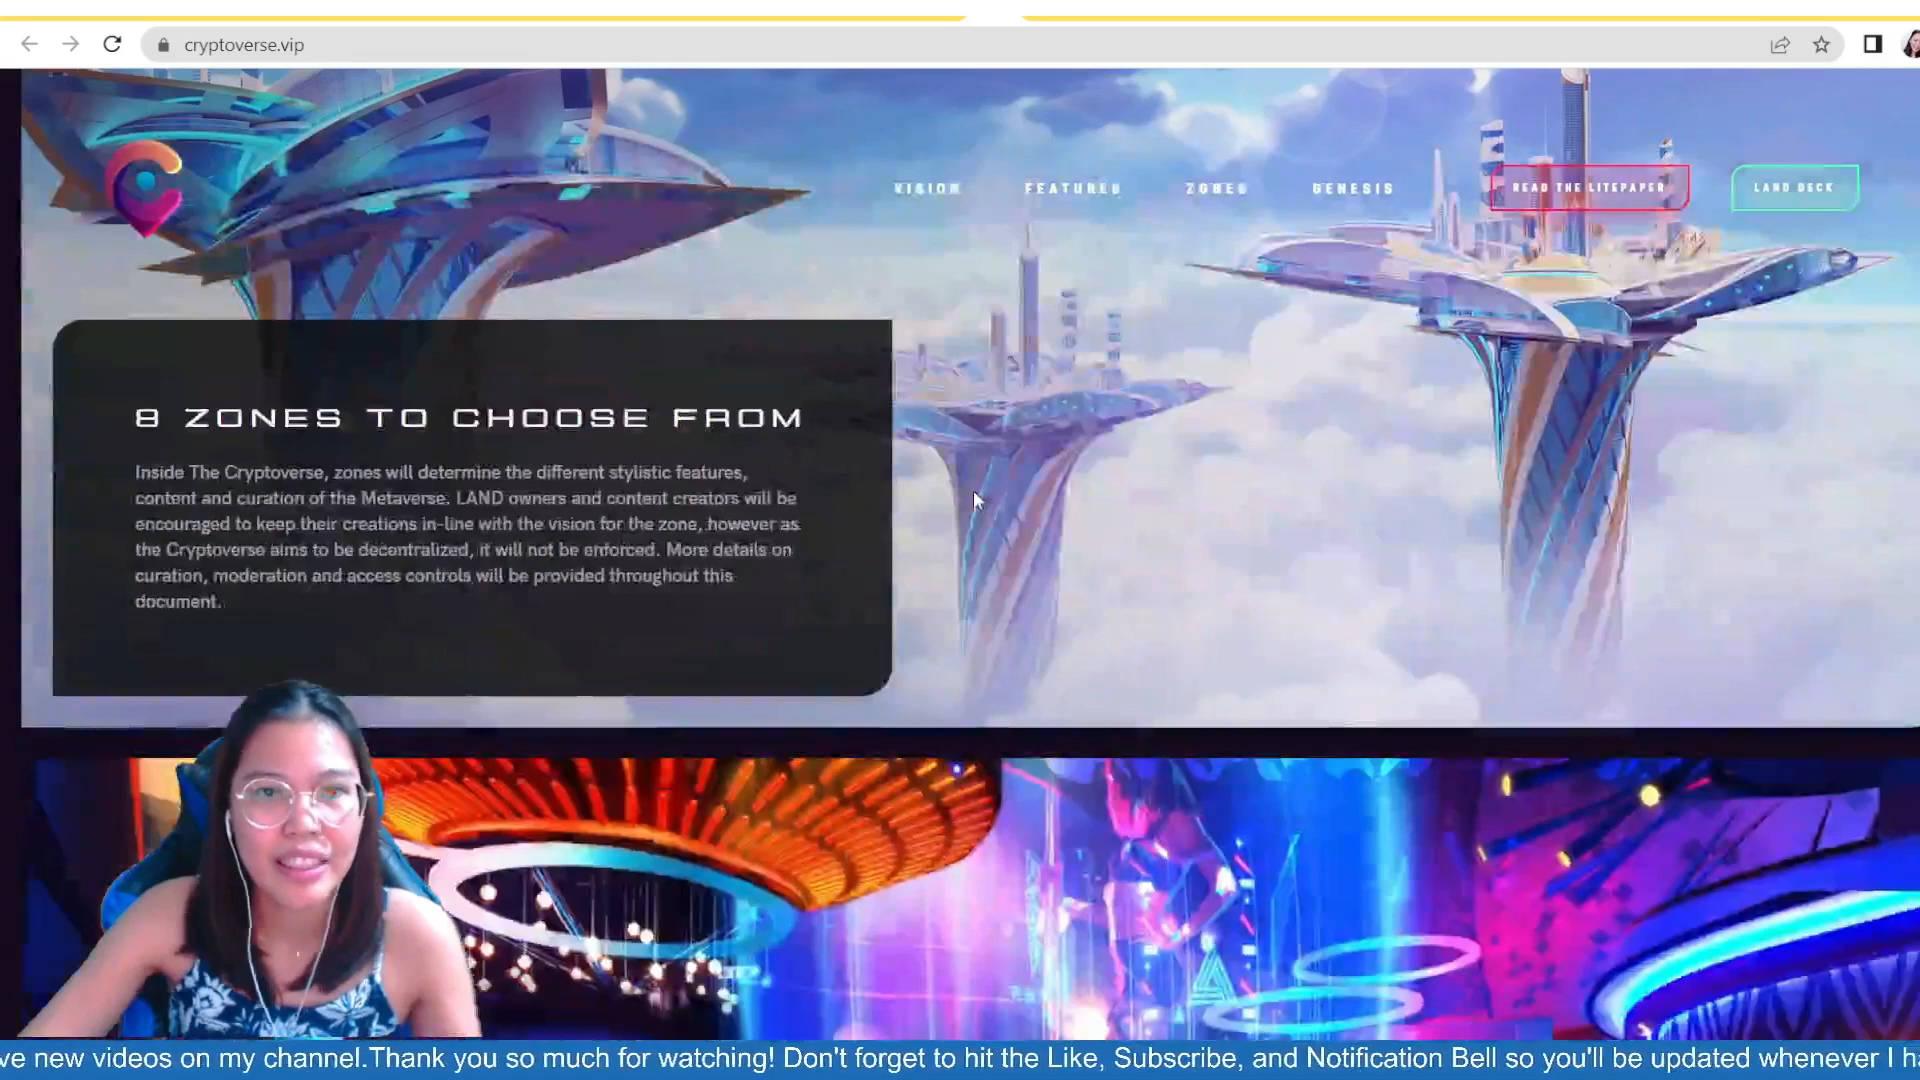 cryptoverse.vip
VISION FEATURES ZONES GENESIS READ THE LITEPAPER LAND DECK
8 ZONES TO CHOOSE FROM
Inside The Cryptoverse, zones will determine the different stylistic features,
content and curation of the Metaverse. LAND owners and content creators will be
encouraged to keep their creations in-line with the vision for the zone, however as
the Cryptoverse aims to be decentralized, it will not be enforced. More details on
curation, moderation and access controls will be provided throughout this
document.
ve new videos on my channel.Thank you so much for watching! Don't forget to hit the Like, Subscribe, and Notification Bell so you'll be updated whenever I ha